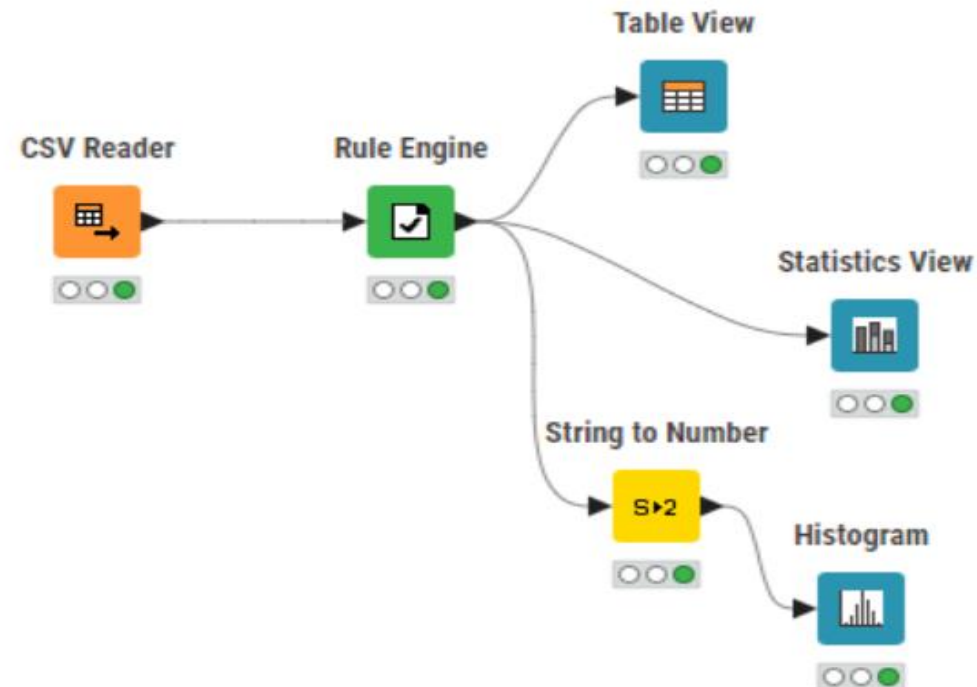 Table View
CSV Reader
Rule Engine
Statistics View
String to Number
S▸2
Histogram